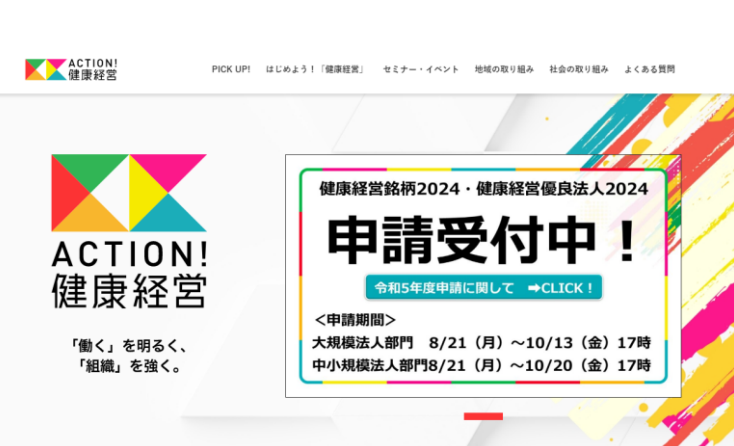 ACTION!
健康経営
PICK UP!
はじめよう！「健康経営」
セミナー・イベント
地域の取り組み
社会の取り組み
よくある質問
ACTION!
健康経営
「働く」を明るく、
「組織」を強く。
健康経営銘柄2024・健康経営優良法人2024
申請受付中！
令和5年度申請に関して ➡CLICK！
＜申請期間＞
大規模法人部門 8/21（月）～10/13（金）17時
中小規模法人部門8/21（月）～10/20（金）17時